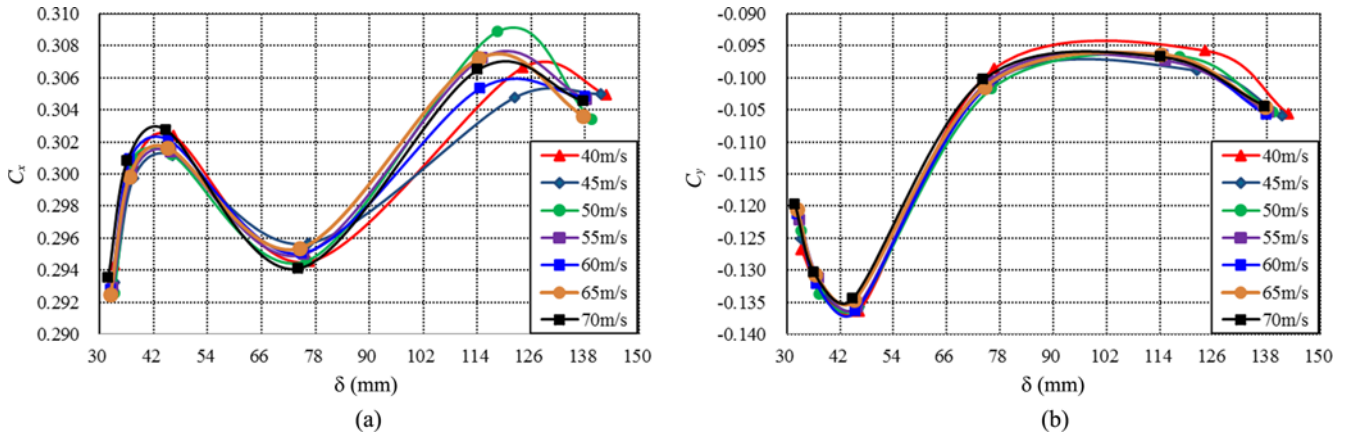 0.310
0.308
0.306
0.304
0.302
0.300
0.298
0.296
0.294
0.292
0.290
Cx
30 42 54 66 78 90 102 114 126 138 150
δ (mm)
40m/s
45m/s
50m/s
55m/s
60m/s
65m/s
70m/s
(a)
-0.090
-0.095
-0.100
-0.105
-0.110
-0.115
-0.120
-0.125
-0.130
-0.135
-0.140
Cy
30 42 54 66 78 90 102 114 126 138 150
δ (mm)
40m/s
45m/s
50m/s
55m/s
60m/s
65m/s
70m/s
(b)